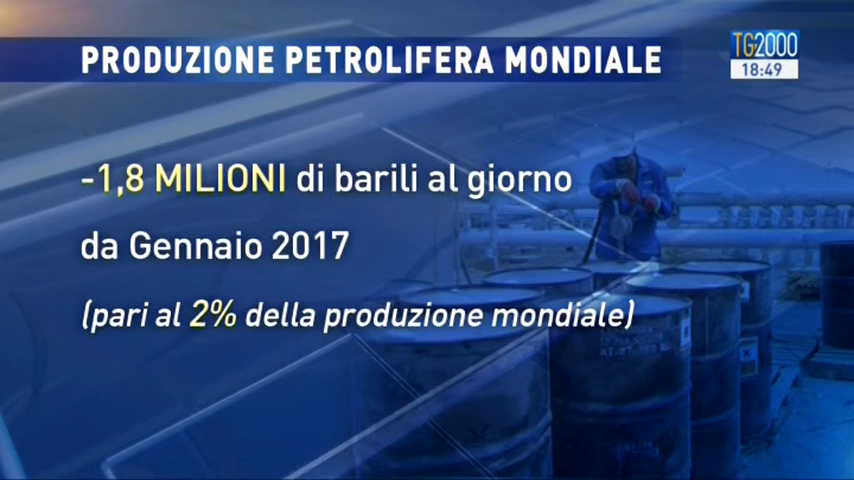 PRODUZIONE PETROLIFERA MONDIALE
TG2000
18:49
-1,8 MILIONI di barili al giorno
da Gennaio 2017
(pari al 2% della produzione mondiale)